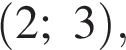 (2; 3),